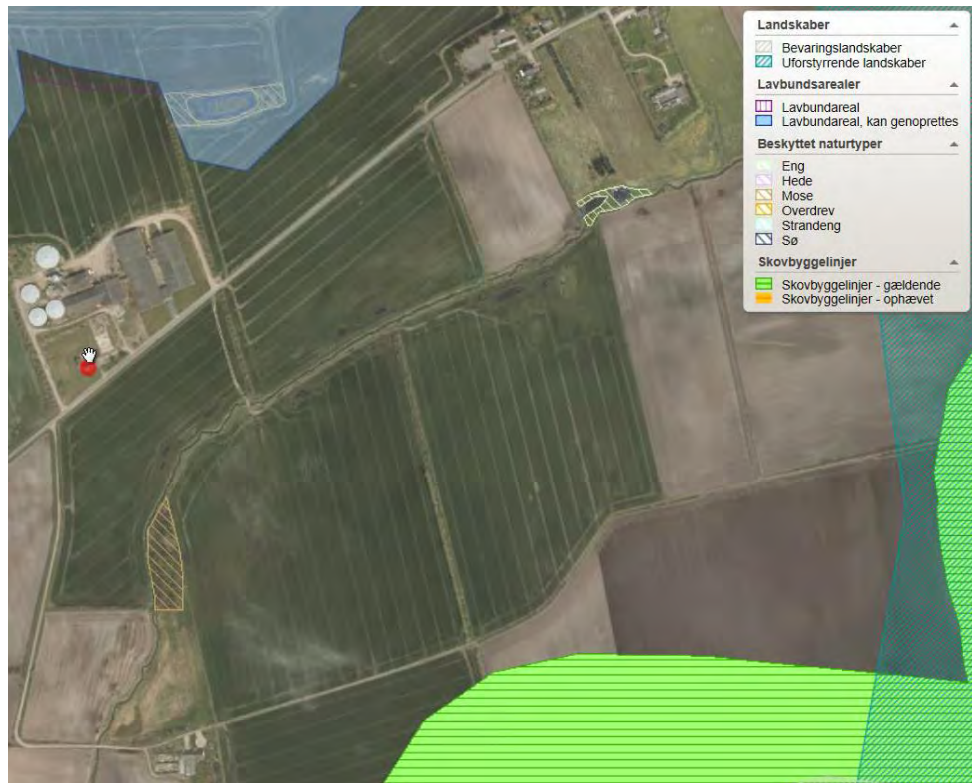 Landskaber
Bevaringslandskaber
Uforstyrrende landskaber
Lavbundsarealer
Lavbundareal
Lavbundareal, kan genoprettes
Beskyttet naturtyper
Eng
Hede
Mose
Overdrev
Strandeng
Sø
Skovbyggelinjer
Skovbyggelinjer - gældende
Skovbyggelinjer - ophævet